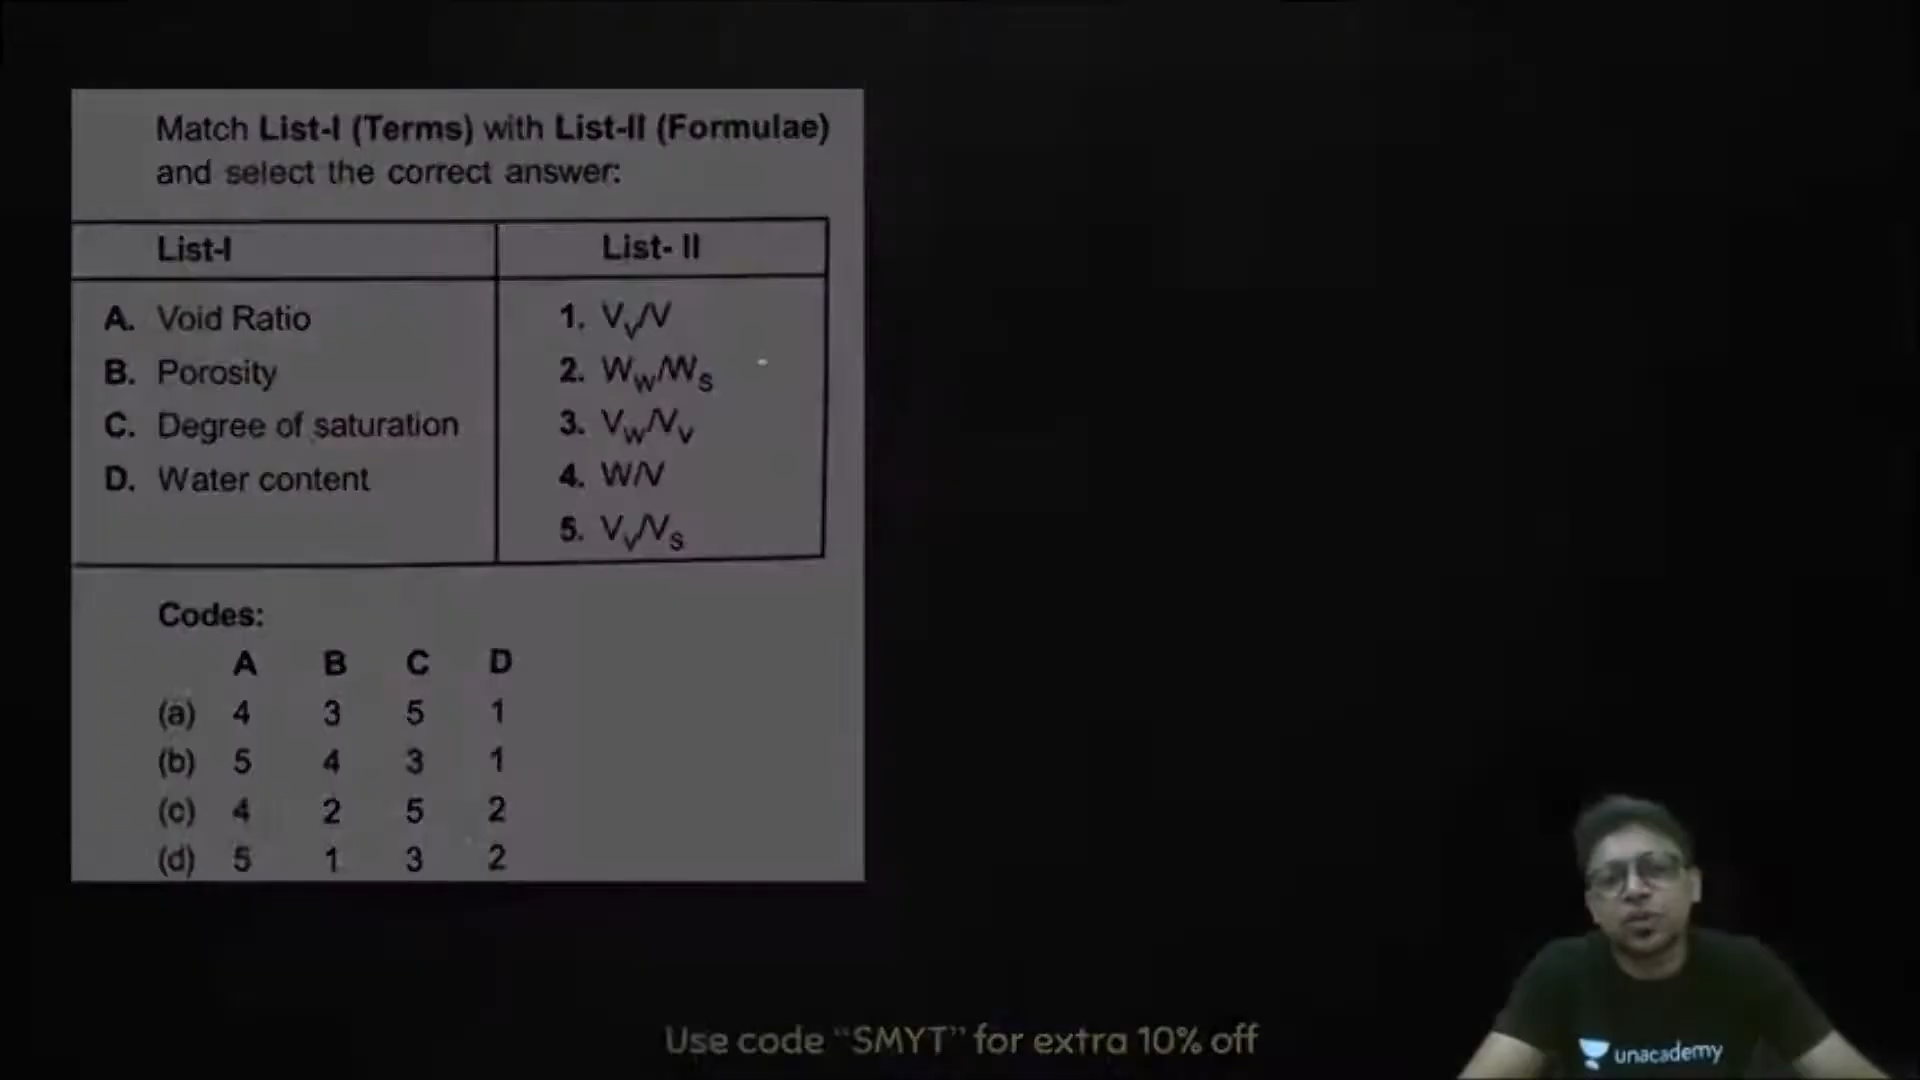 Match List-I (Terms) with List-II (Formulae)
and select the correct answer:
List-I List- II
A. Void Ratio 1. Vv/V
B. Porosity 2. Ww/Ws
C. Degree of saturation 3. Vw/Vv
D. Water content 4. W/V
5. Vv/Vs
Codes:
A B C D
(a) 4 3 5 1
(b) 5 4 3 1
(c) 4 2 5 2
(d) 5 1 3 2
Use code “SMYT” for extra 10% off
unacademy